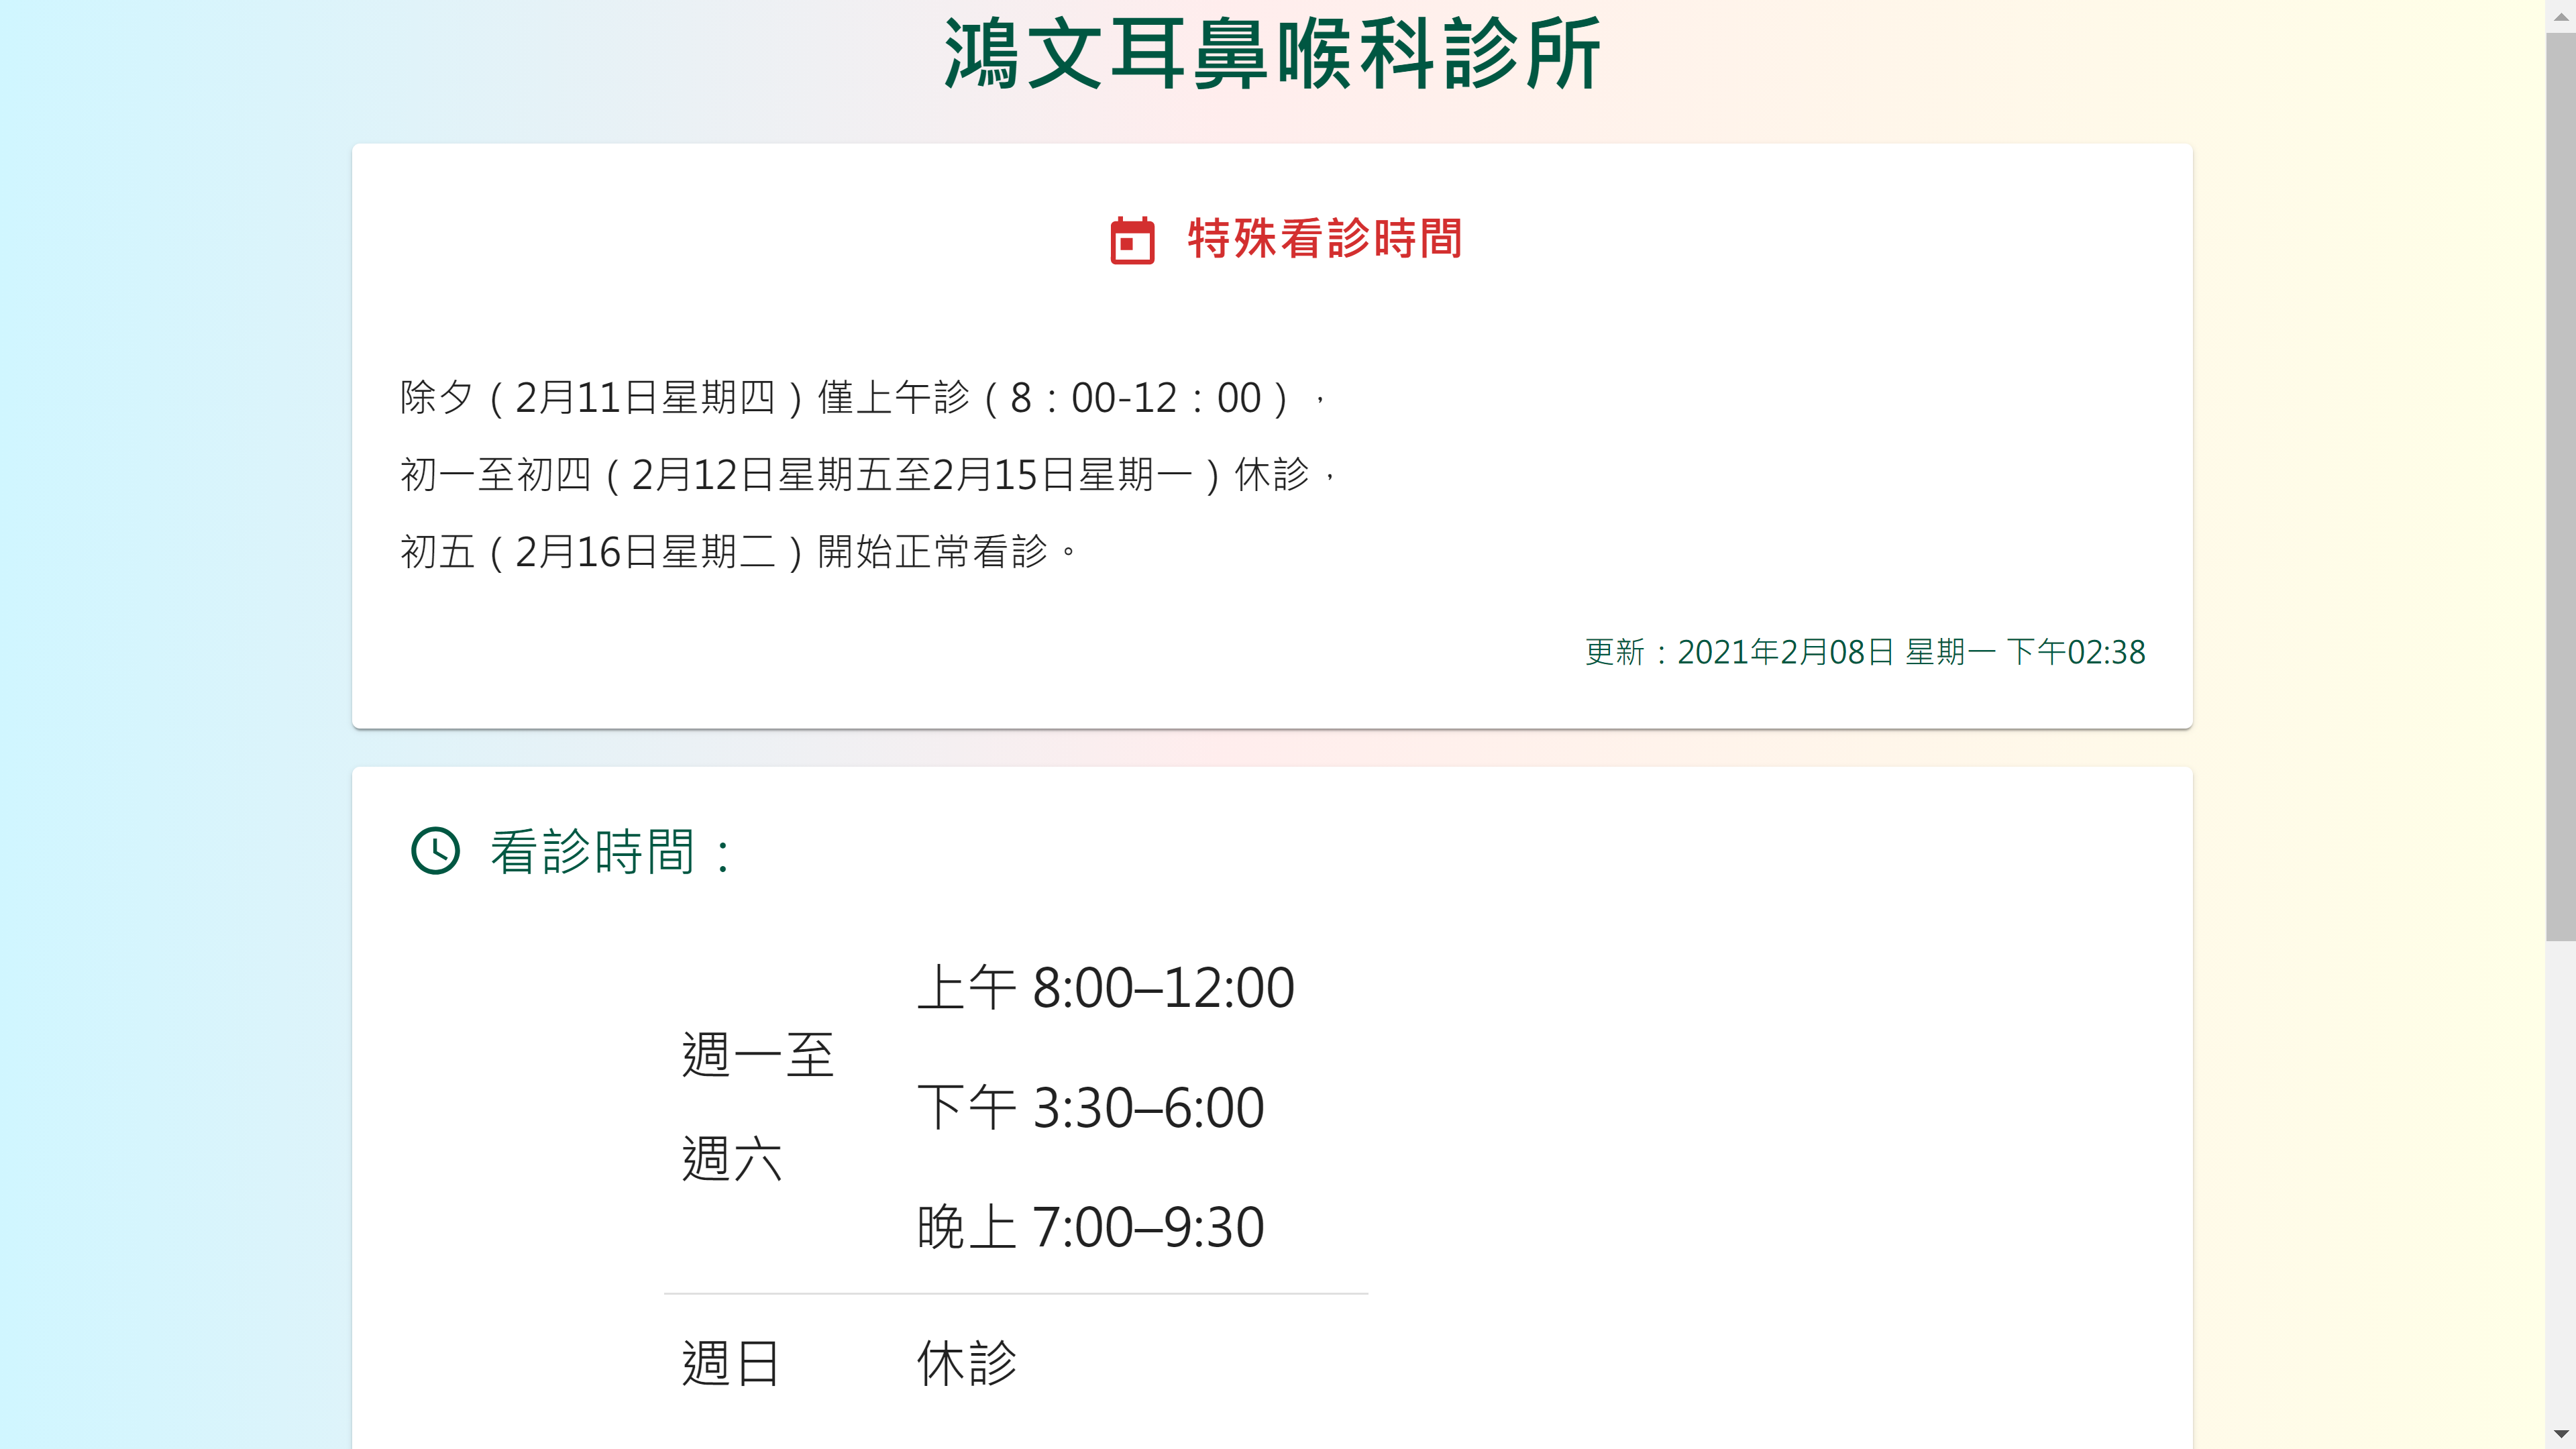 鴻文耳鼻喉科診所
特殊看診時間
除夕（2月11日星期四）僅上午診（8：00-12：00），
初一至初四（2月12日星期五至2月15日星期一）休診，
初五（2月16日星期二）開始正常看診。
更新：2021年2月08日 星期一 下午02:38
看診時間：
週一至
週六
上午 8:00–12:00
下午 3:30–6:00
晚上 7:00–9:30
週日 休診